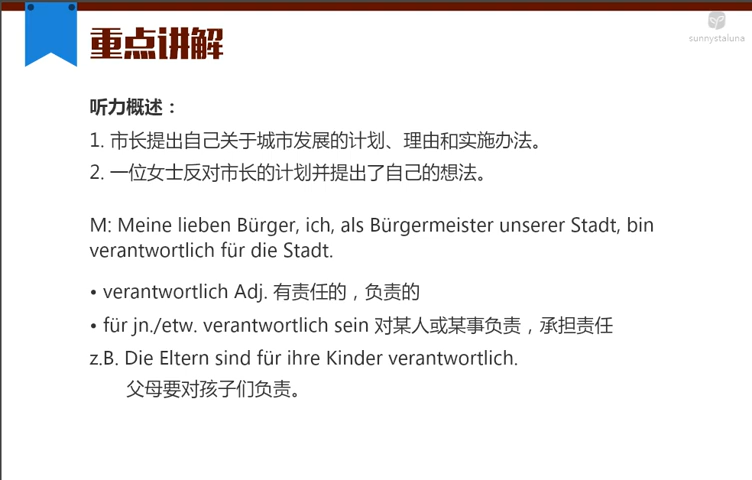 重点讲解
sunnystaluna
听力概述：
1. 市长提出自己关于城市发展的计划、理由和实施办法。
2. 一位女士反对市长的计划并提出了自己的想法。
M: Meine lieben Bürger, ich, als Bürgermeister unserer Stadt, bin
verantwortlich für die Stadt.
• verantwortlich Adj. 有责任的，负责的
• für jn./etw. verantwortlich sein 对某人或某事负责，承担责任
z.B. Die Eltern sind für ihre Kinder verantwortlich.
父母要对孩子们负责。